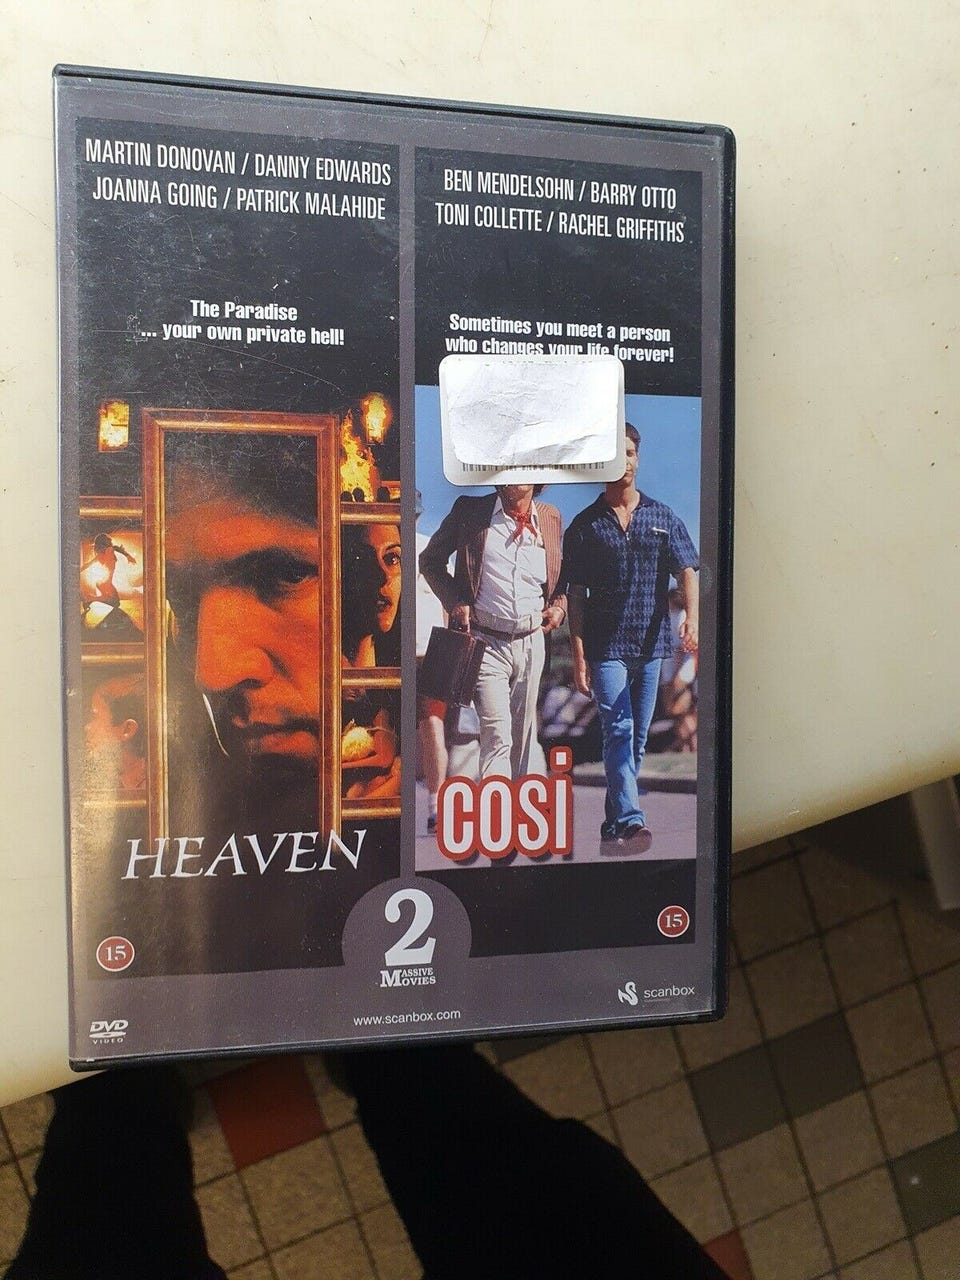 MARTIN DONOVAN / DANNY EDWARDS
JOANNA GOING / PATRICK MALAHIDE
The Paradise
... your own private hell!
HEAVEN
15
BEN MENDELSOHN / BARRY OTTO
TONI COLLETTE / RACHEL GRIFFITHS
Sometimes you meet a person
who changes your life forever!
COSi
15
2
MASSIVE
MOVIES
DVD
VIDEO
www.scanbox.com
scanbox